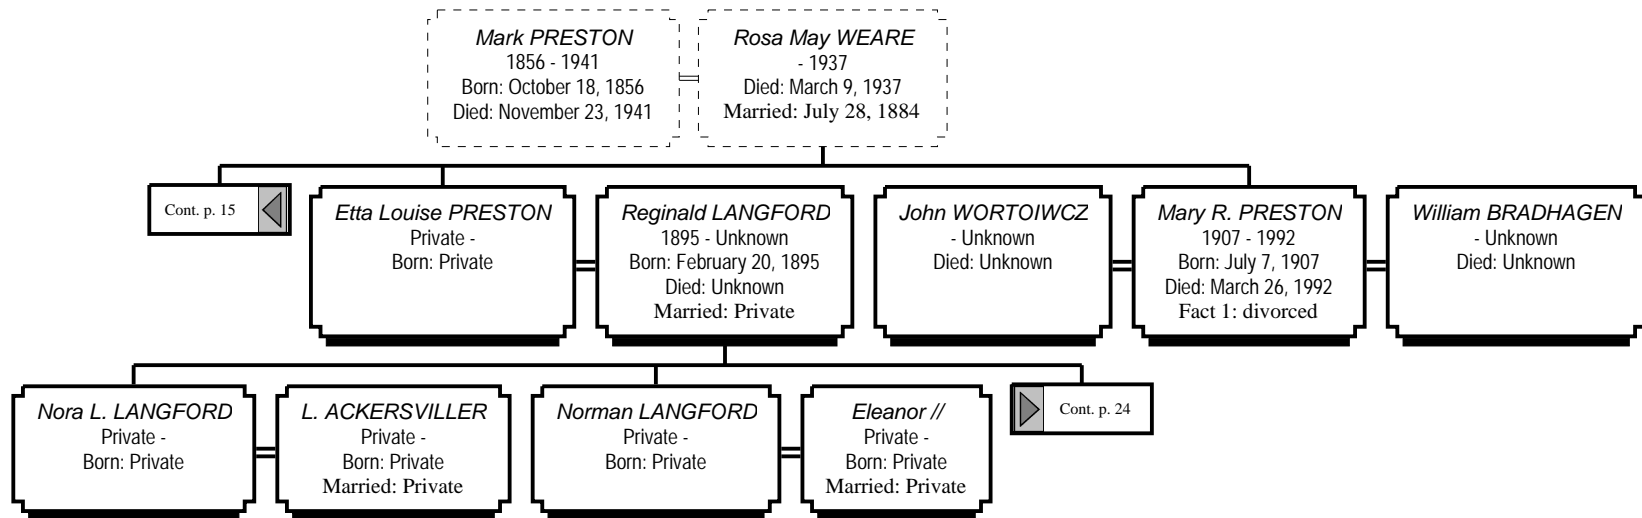 Mark PRESTON
1856 - 1941
Born: October 18, 1856
Died: November 23, 1941
Rosa May WEARE
- 1937
Died: March 9, 1937
Married: July 28, 1884
Cont. p. 15
Etta Louise PRESTON
Private -
Born: Private
Reginald LANGFORD
1895 - Unknown
Born: February 20, 1895
Died: Unknown
Married: Private
John WORTOIWCZ
- Unknown
Died: Unknown
Mary R. PRESTON
1907 - 1992
Born: July 7, 1907
Died: March 26, 1992
Fact 1: divorced
William BRADHAGEN
- Unknown
Died: Unknown
Nora L. LANGFORD
Private -
Born: Private
L. ACKERSVILLER
Private -
Born: Private
Married: Private
Norman LANGFORD
Private -
Born: Private
Eleanor //
Private -
Born: Private
Married: Private
Cont. p. 24